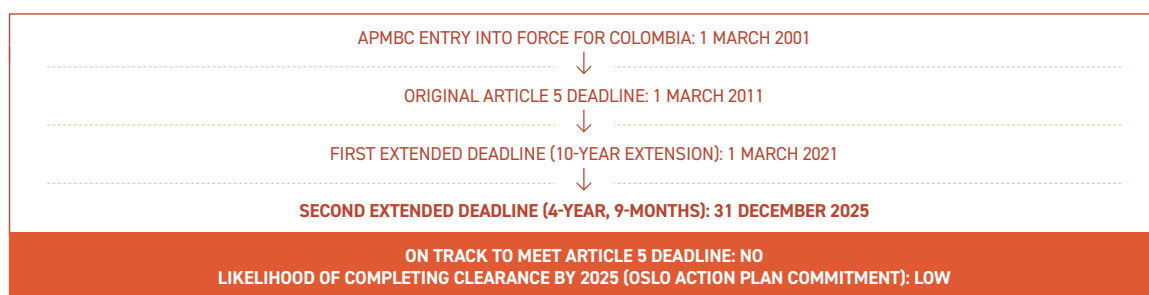 APMBC ENTRY INTO FORCE FOR COLOMBIA: 1 MARCH 2001
ORIGINAL ARTICLE 5 DEADLINE: 1 MARCH 2011
FIRST EXTENDED DEADLINE (10-YEAR EXTENSION): 1 MARCH 2021
SECOND EXTENDED DEADLINE (4-YEAR, 9-MONTHS): 31 DECEMBER 2025
ON TRACK TO MEET ARTICLE 5 DEADLINE: NO
LIKELIHOOD OF COMPLETING CLEARANCE BY 2025 (OSLO ACTION PLAN COMMITMENT): LOW